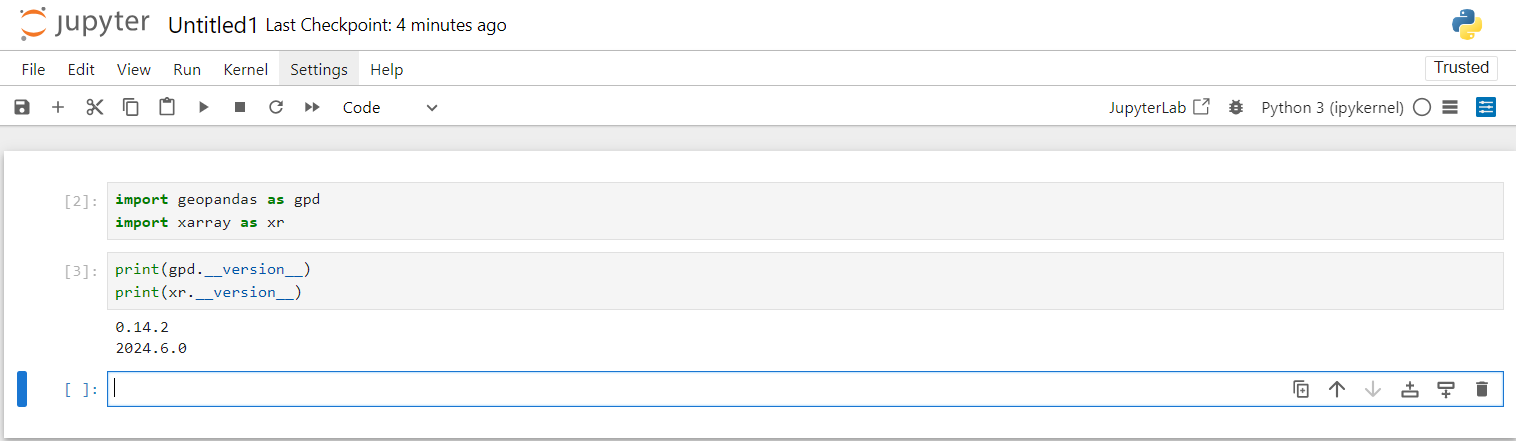 jupyter Untitled1 Last Checkpoint: 4 minutes ago
File Edit View Run Kernel Settings Help
Trusted
Code
JupyterLab
Python 3 (ipykernel)
[2]: import geopandas as gpd
import xarray as xr
[3]: print(gpd.__version__)
print(xr.__version__)
0.14.2
2024.6.0
[ ]: